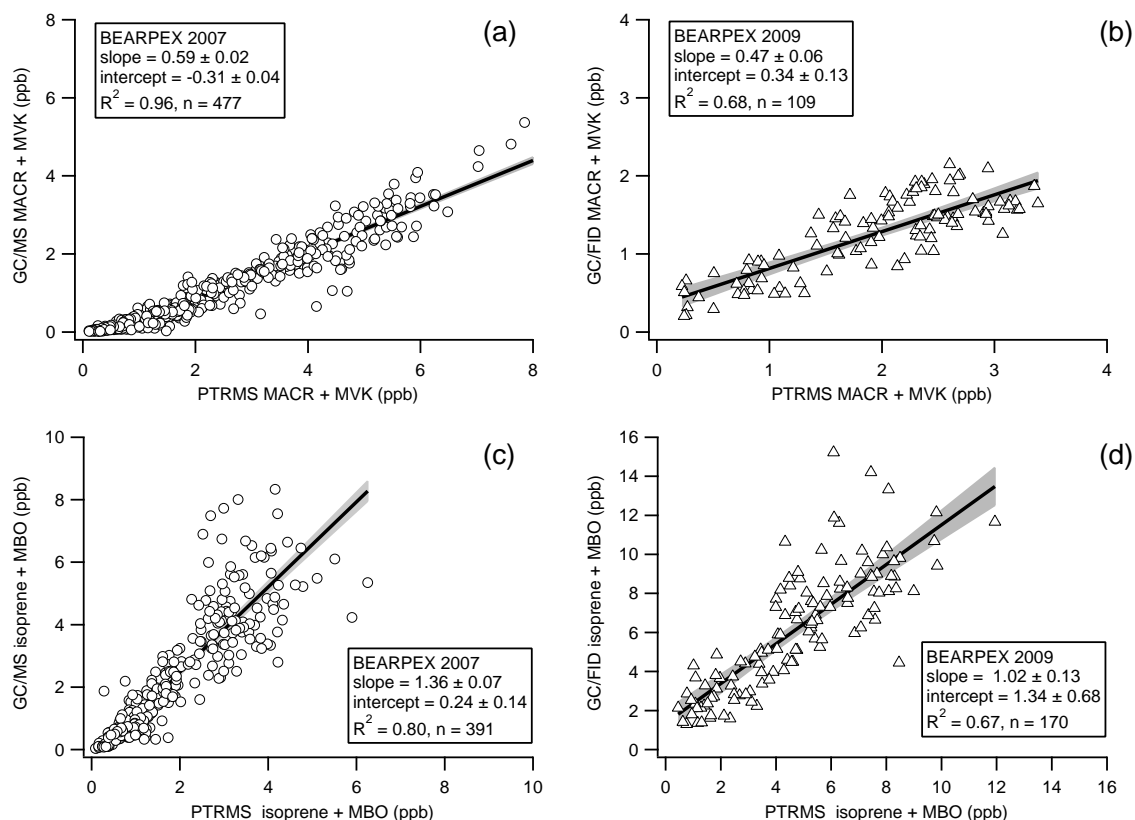 (a)
BEARPEX 2007
slope = 0.59 ± 0.02
intercept = -0.31 ± 0.04
R² = 0.96, n = 477
GC/MS MACR + MVK (ppb)
8
6
4
2
0
0 2 4 6 8
PTRMS MACR + MVK (ppb)
(b)
BEARPEX 2009
slope = 0.47 ± 0.06
intercept = 0.34 ± 0.13
R² = 0.68, n = 109
GC/FID MACR + MVK (ppb)
4
3
2
1
0
0 1 2 3 4
PTRMS MACR + MVK (ppb)
(c)
GC/MS isoprene + MBO (ppb)
10
8
6
4
2
0
BEARPEX 2007
slope = 1.36 ± 0.07
intercept = 0.24 ± 0.14
R² = 0.80, n = 391
0 2 4 6 8 10
PTRMS isoprene + MBO (ppb)
(d)
GC/FID isoprene + MBO (ppb)
16
14
12
10
8
6
4
2
0
BEARPEX 2009
slope = 1.02 ± 0.13
intercept = 1.34 ± 0.68
R² = 0.67, n = 170
0 2 4 6 8 10 12 14 16
PTRMS isoprene + MBO (ppb)